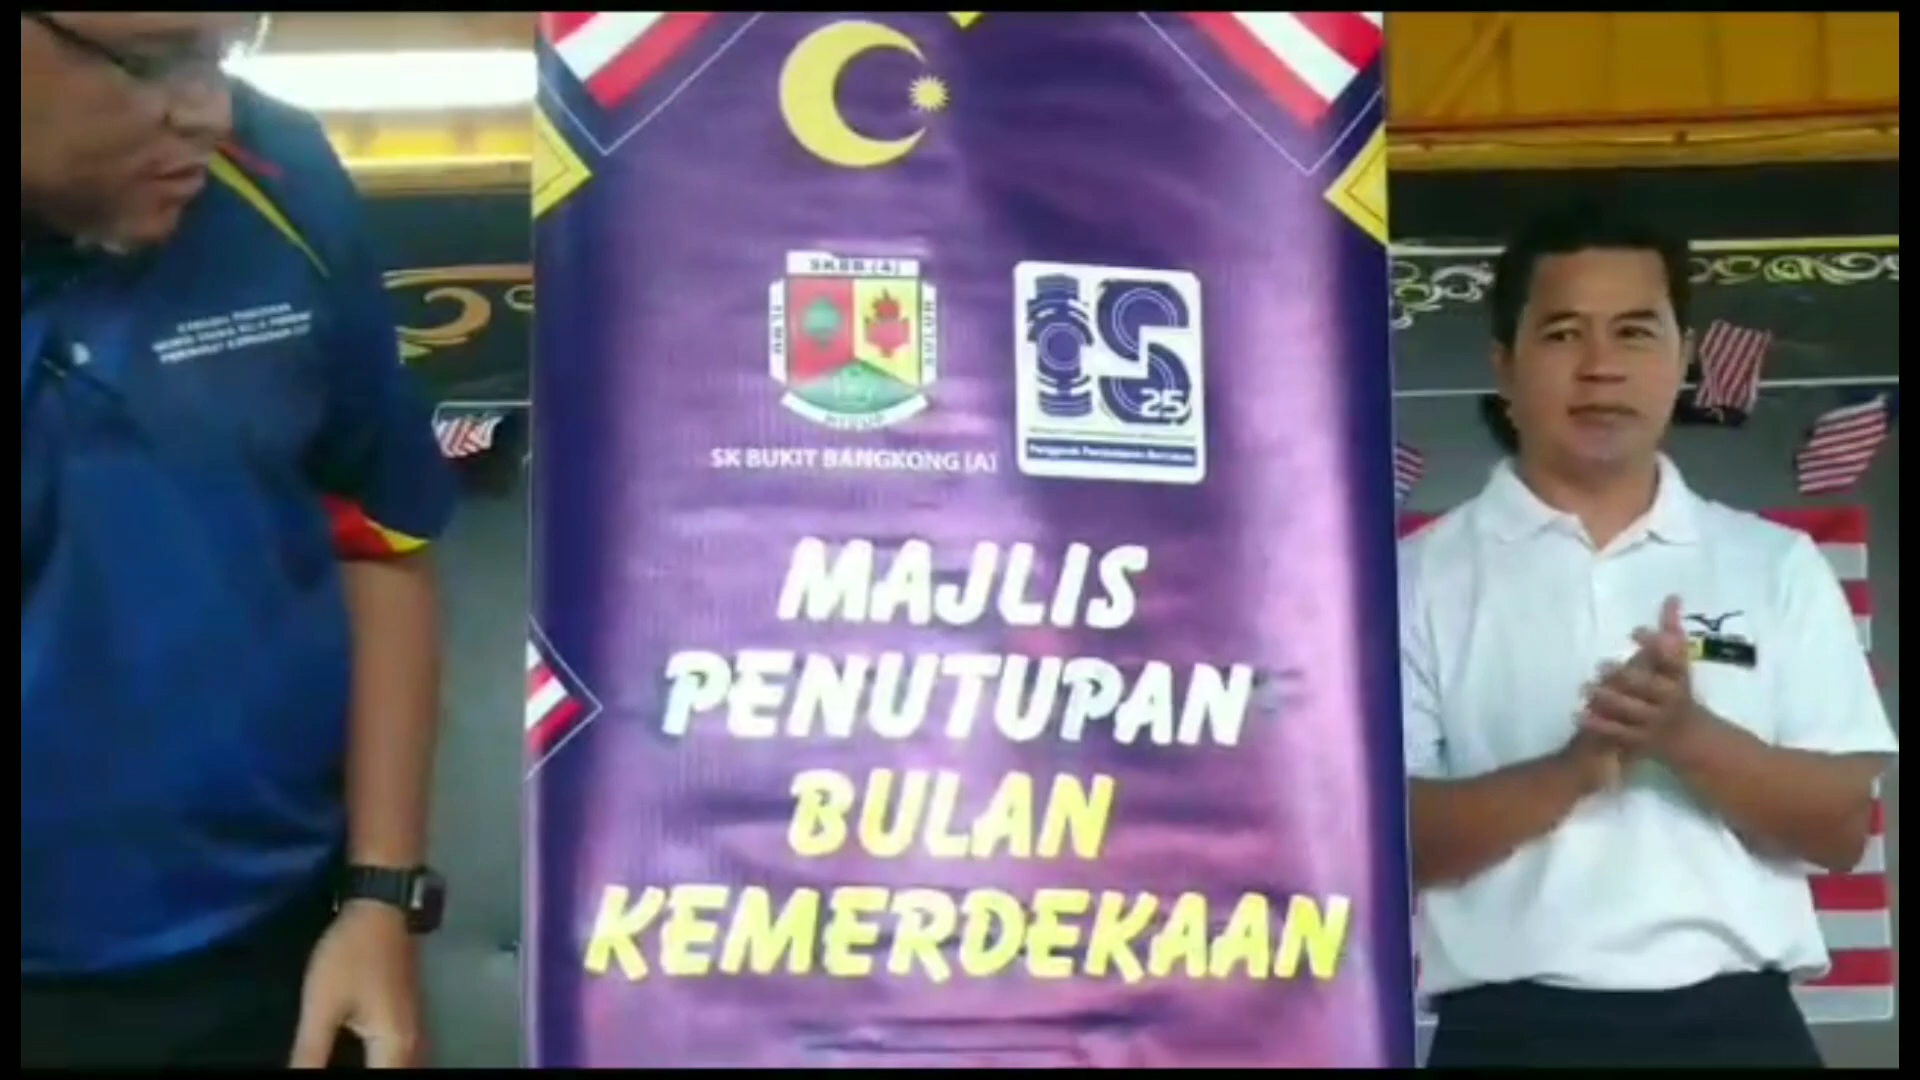 SKBB (A)
SK BUKIT BANGKONG (A)
25
MAJLIS
PENUTUPAN
BULAN
KEMERDEKAAN